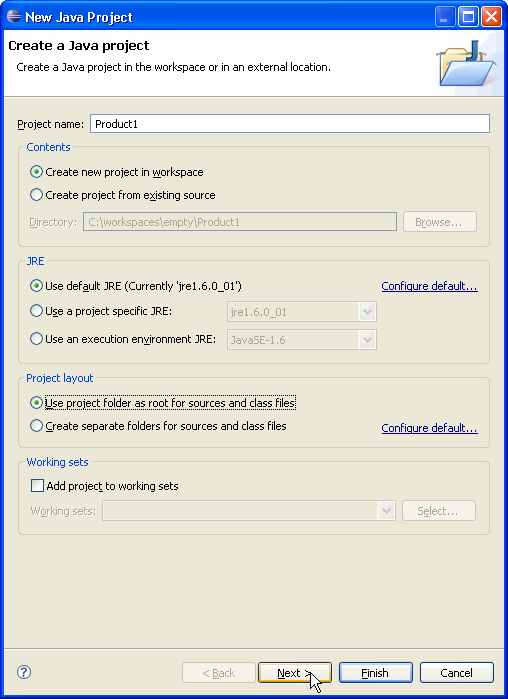 New Java Project
Create a Java project
Create a Java project in the workspace or in an external location.
Project name: Product1
Contents
Create new project in workspace
Create project from existing source
Directory: C:\workspaces\empty\Product1 Browse...
JRE
Use default JRE (Currently 'jre1.6.0_01') Configure default...
Use a project specific JRE: jre1.6.0_01
Use an execution environment JRE: JavaSE-1.6
Project layout
Use project folder as root for sources and class files
Create separate folders for sources and class files Configure default...
Working sets
Add project to working sets
Working sets: Select...
? < Back Next > Finish Cancel